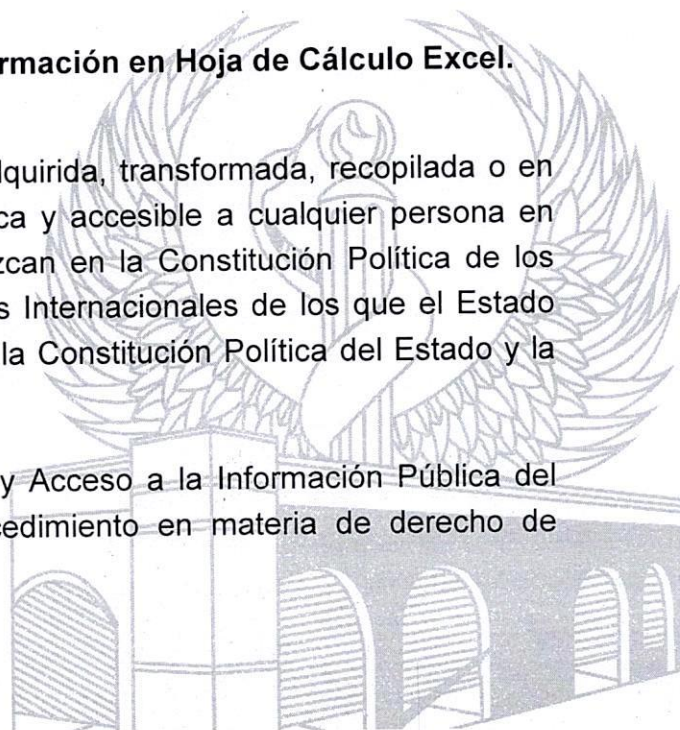 rmación en Hoja de Cálculo Excel.
lquirida, transformada, recopilada o en
ca y accesible a cualquier persona en
zcan en la Constitución Política de los
s Internacionales de los que el Estado
la Constitución Política del Estado y la
y Acceso a la Información Pública del
cedimiento en materia de derecho de